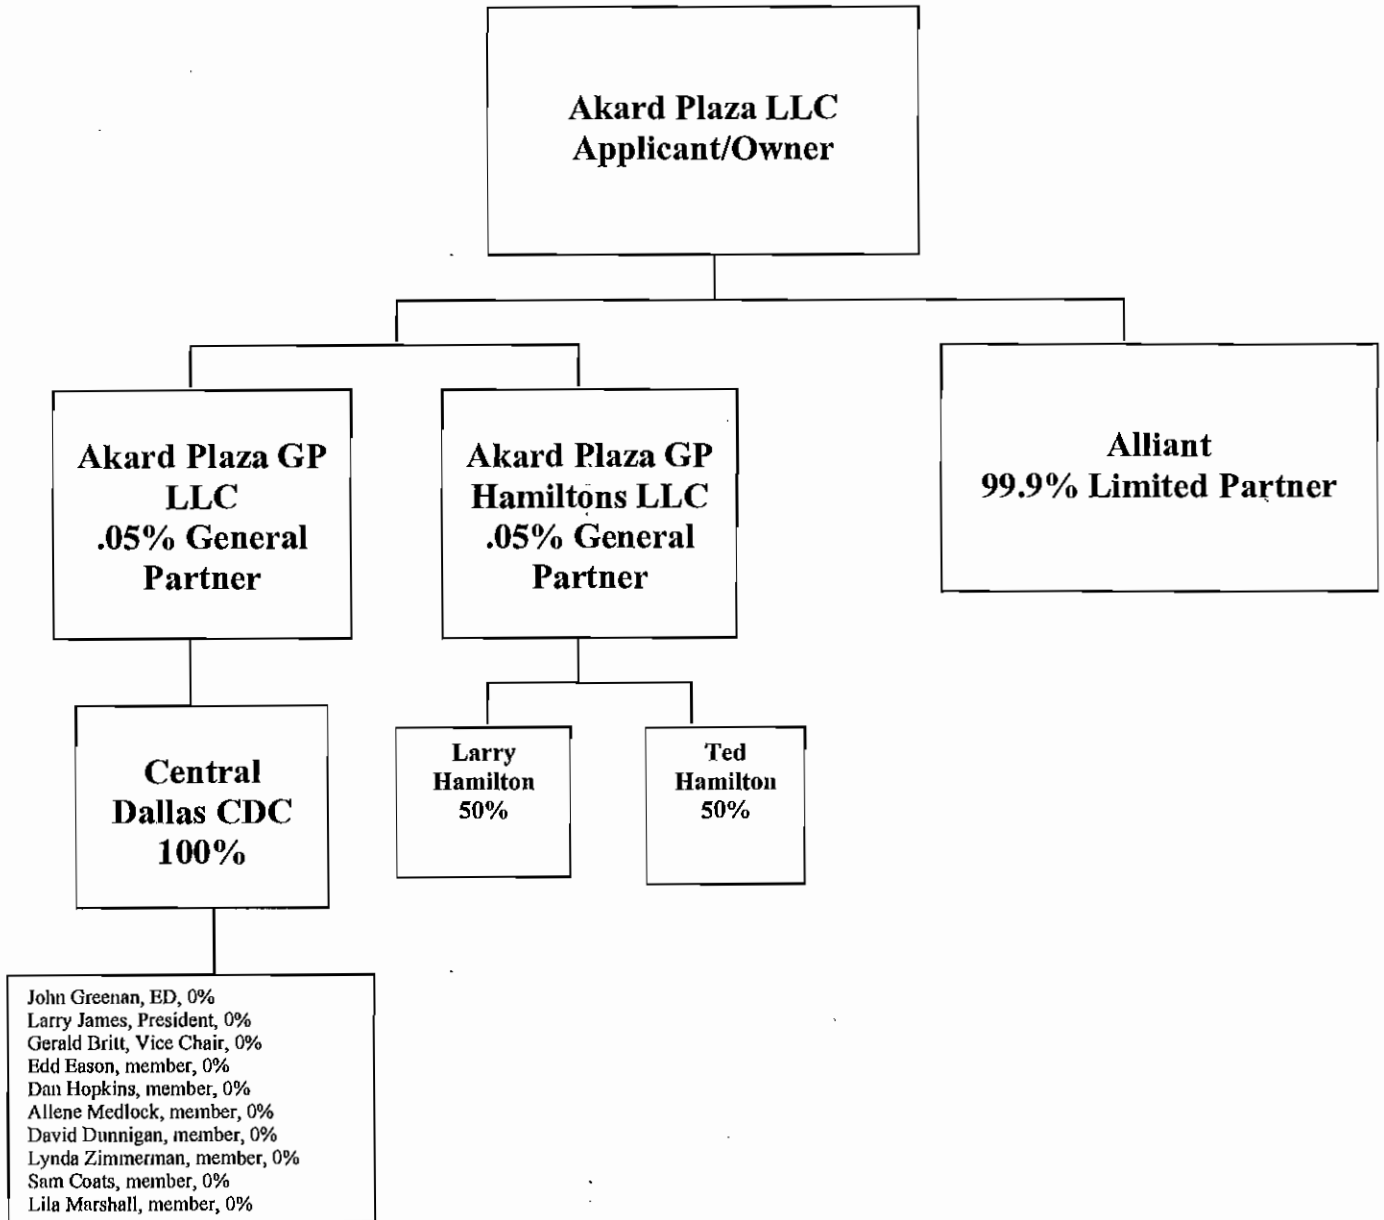 Akard Plaza LLC
Applicant/Owner
Akard Plaza GP
LLC
.05% General
Partner
Akard Plaza GP
Hamiltons LLC
.05% General
Partner
Alliant
99.9% Limited Partner
Central
Dallas CDC
100%
Larry
Hamilton
50%
Ted
Hamilton
50%
John Greenan, ED, 0%
Larry James, President, 0%
Gerald Britt, Vice Chair, 0%
Edd Eason, member, 0%
Dan Hopkins, member, 0%
Allene Medlock, member, 0%
David Dunnigan, member, 0%
Lynda Zimmerman, member, 0%
Sam Coats, member, 0%
Lila Marshall, member, 0%